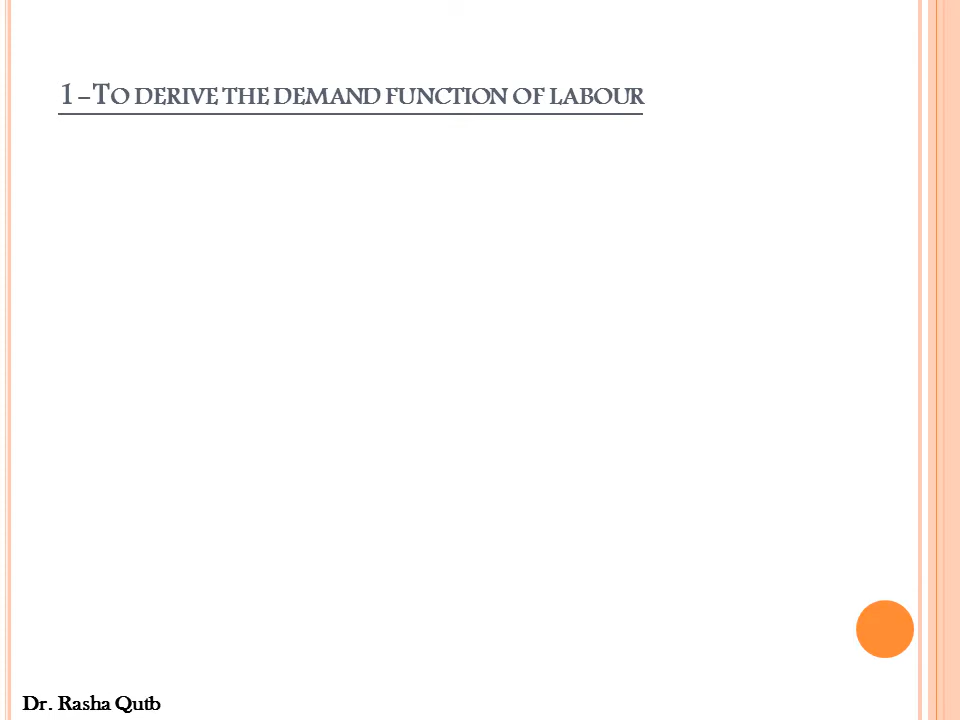 1-To derive the demand function of labour
Dr. Rasha Qutb